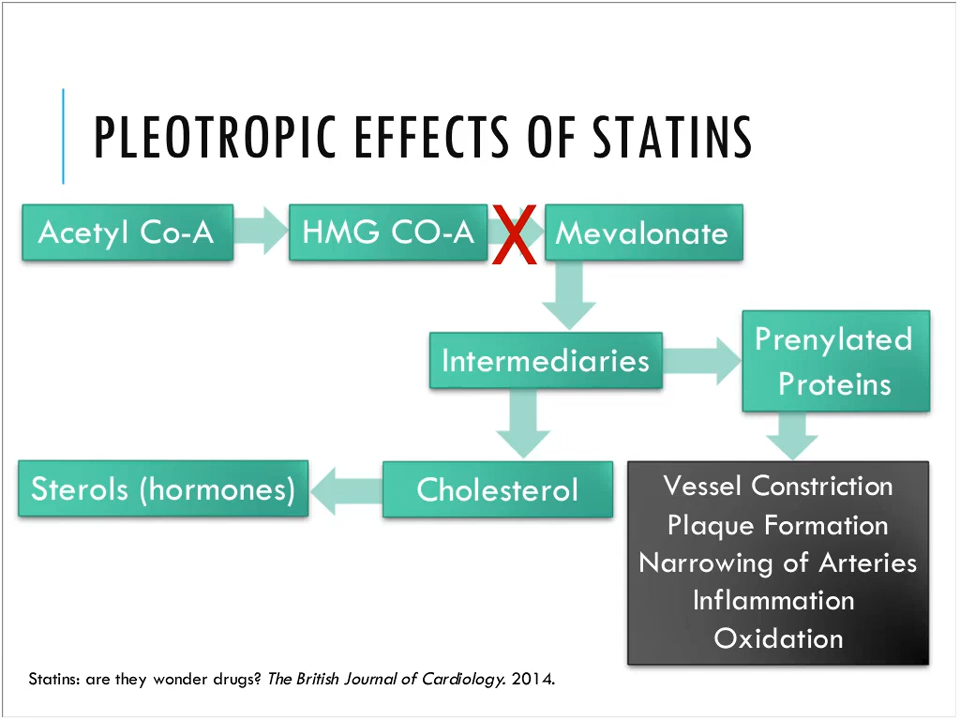 PLEOTROPIC EFFECTS OF STATINS
Acetyl Co-A
HMG CO-A
X
Mevalonate
Intermediaries
Prenylated
Proteins
Sterols (hormones)
Cholesterol
Vessel Constriction
Plaque Formation
Narrowing of Arteries
Inflammation
Oxidation
Statins: are they wonder drugs? The British Journal of Cardiology. 2014.